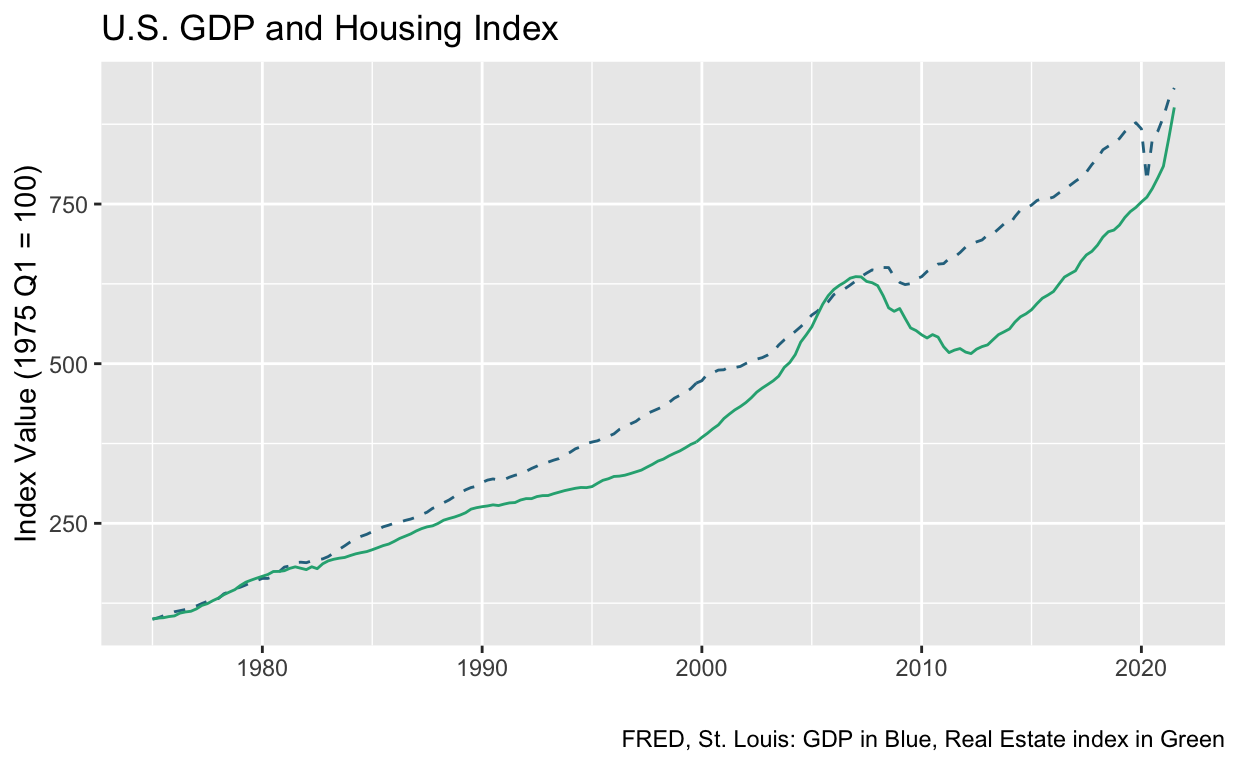 U.S. GDP and Housing Index
Index Value (1975 Q1 = 100)
750
500
250
1980 1990 2000 2010 2020
FRED, St. Louis: GDP in Blue, Real Estate index in Green